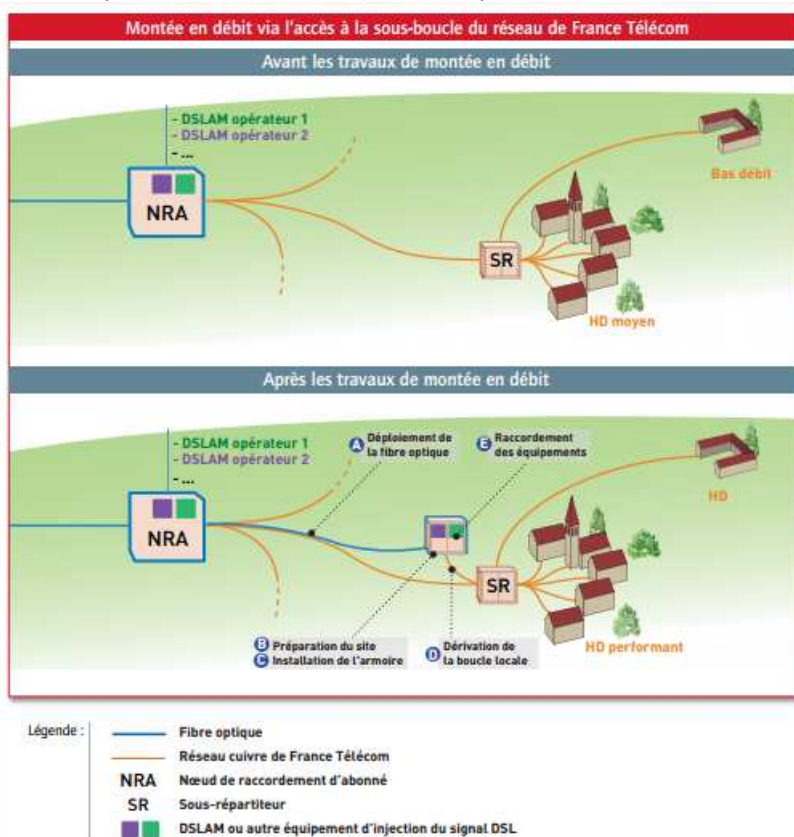 Montée en débit via l'accès à la sous-boucle du réseau de France Télécom
Avant les travaux de montée en débit
- DSLAM opérateur 1
- DSLAM opérateur 2
- ...
NRA
SR
Bas débit
HD moyen
Après les travaux de montée en débit
- DSLAM opérateur 1
- DSLAM opérateur 2
- ...
NRA
A Déploiement de
la fibre optique
E Raccordement
des équipements
HD
SR
B Préparation du site
C Installation de l'armoire
D Dérivation de
la boucle locale
HD performant
Légende :
Fibre optique
Réseau cuivre de France Télécom
NRA Nœud de raccordement d'abonné
SR Sous-répartiteur
DSLAM ou autre équipement d'injection du signal DSL